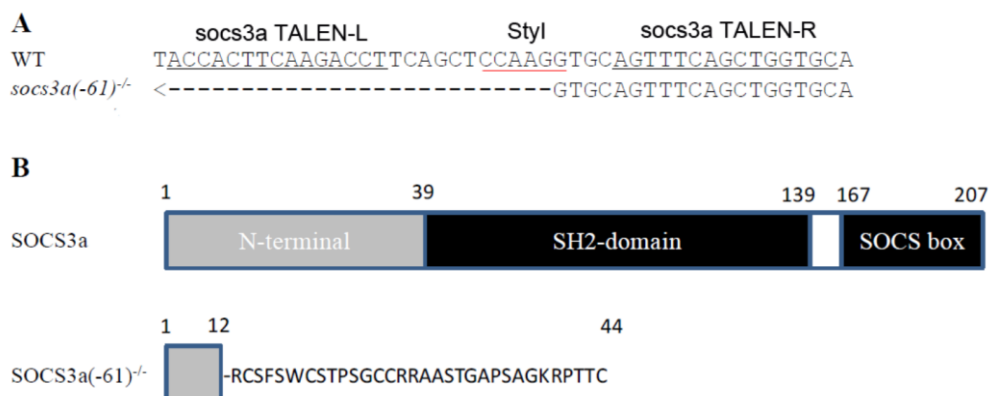 A
socs3a TALEN-L StyI socs3a TALEN-R
WT TACCACTTCAAGACCTTCAGCTCCAAGGTGCAGTTTCAGCTGGTGCA
socs3a(-61)-/- <--------------------------GTGCAGTTTCAGCTGGTGCA
B
1 39 139 167 207
SOCS3a N-terminal SH2-domain SOCS box
1 12 44
SOCS3a(-61)-/- -RCSFSWCSTPSGCCRRAASTGAPSAGKRPTTC